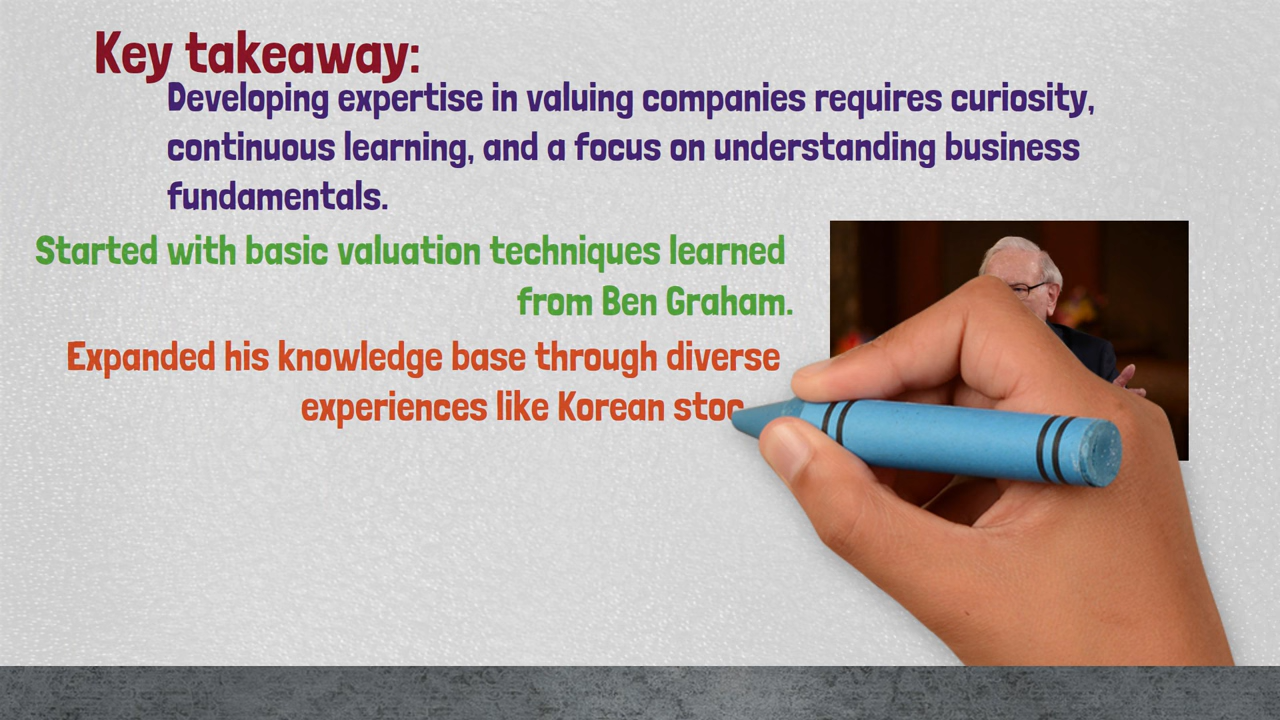 Key takeaway:
Developing expertise in valuing companies requires curiosity,
continuous learning, and a focus on understanding business
fundamentals.
Started with basic valuation techniques learned
from Ben Graham.
Expanded his knowledge base through diverse
experiences like Korean stoc